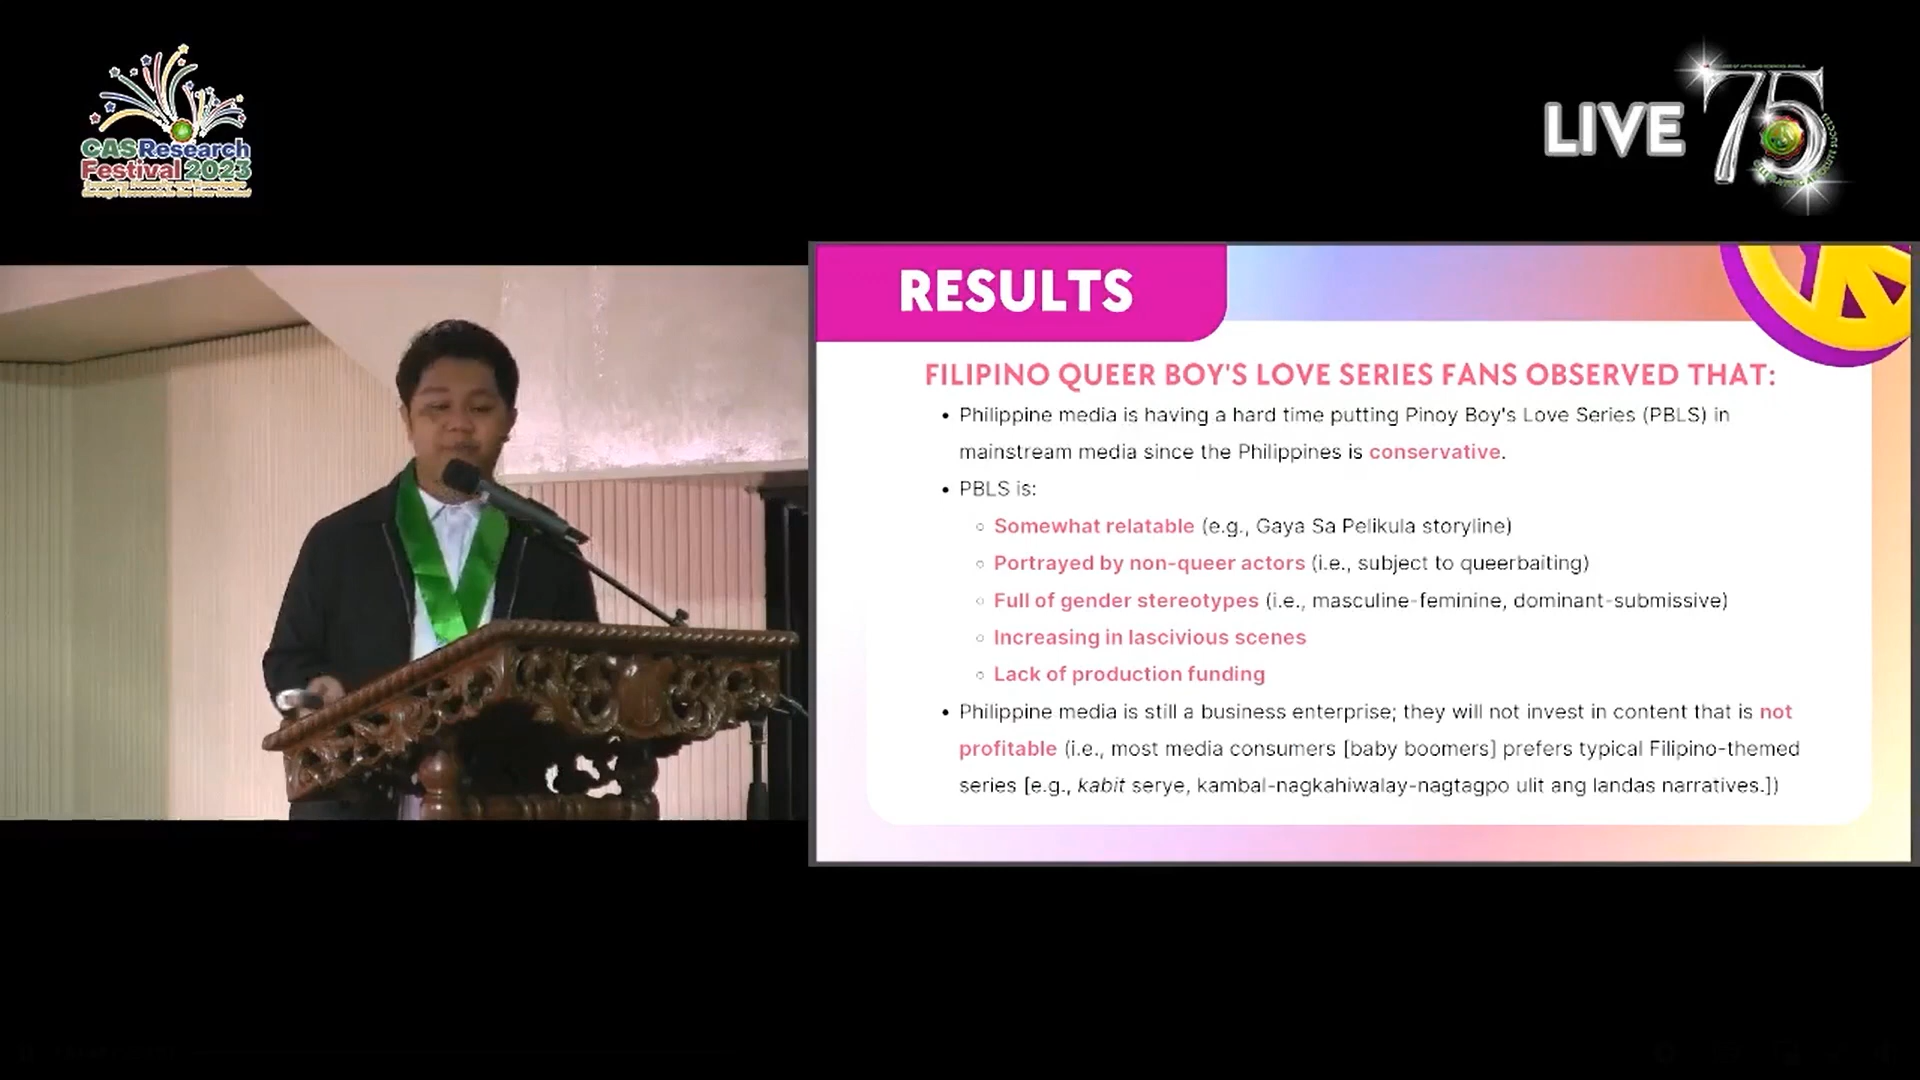 CASResearch
Festival 2023
LIVE 75
RESULTS
FILIPINO QUEER BOY'S LOVE SERIES FANS OBSERVED THAT:
• Philippine media is having a hard time putting Pinoy Boy's Love Series (PBLS) in
mainstream media since the Philippines is conservative.
• PBLS is:
○ Somewhat relatable (e.g., Gaya Sa Pelikula storyline)
○ Portrayed by non-queer actors (i.e., subject to queerbaiting)
○ Full of gender stereotypes (i.e., masculine-feminine, dominant-submissive)
○ Increasing in lascivious scenes
○ Lack of production funding
• Philippine media is still a business enterprise; they will not invest in content that is not
profitable (i.e., most media consumers [baby boomers] prefers typical Filipino-themed
series [e.g., kabit serye, kambal-nagkahiwalay-nagtagpo ulit ang landas narratives.])